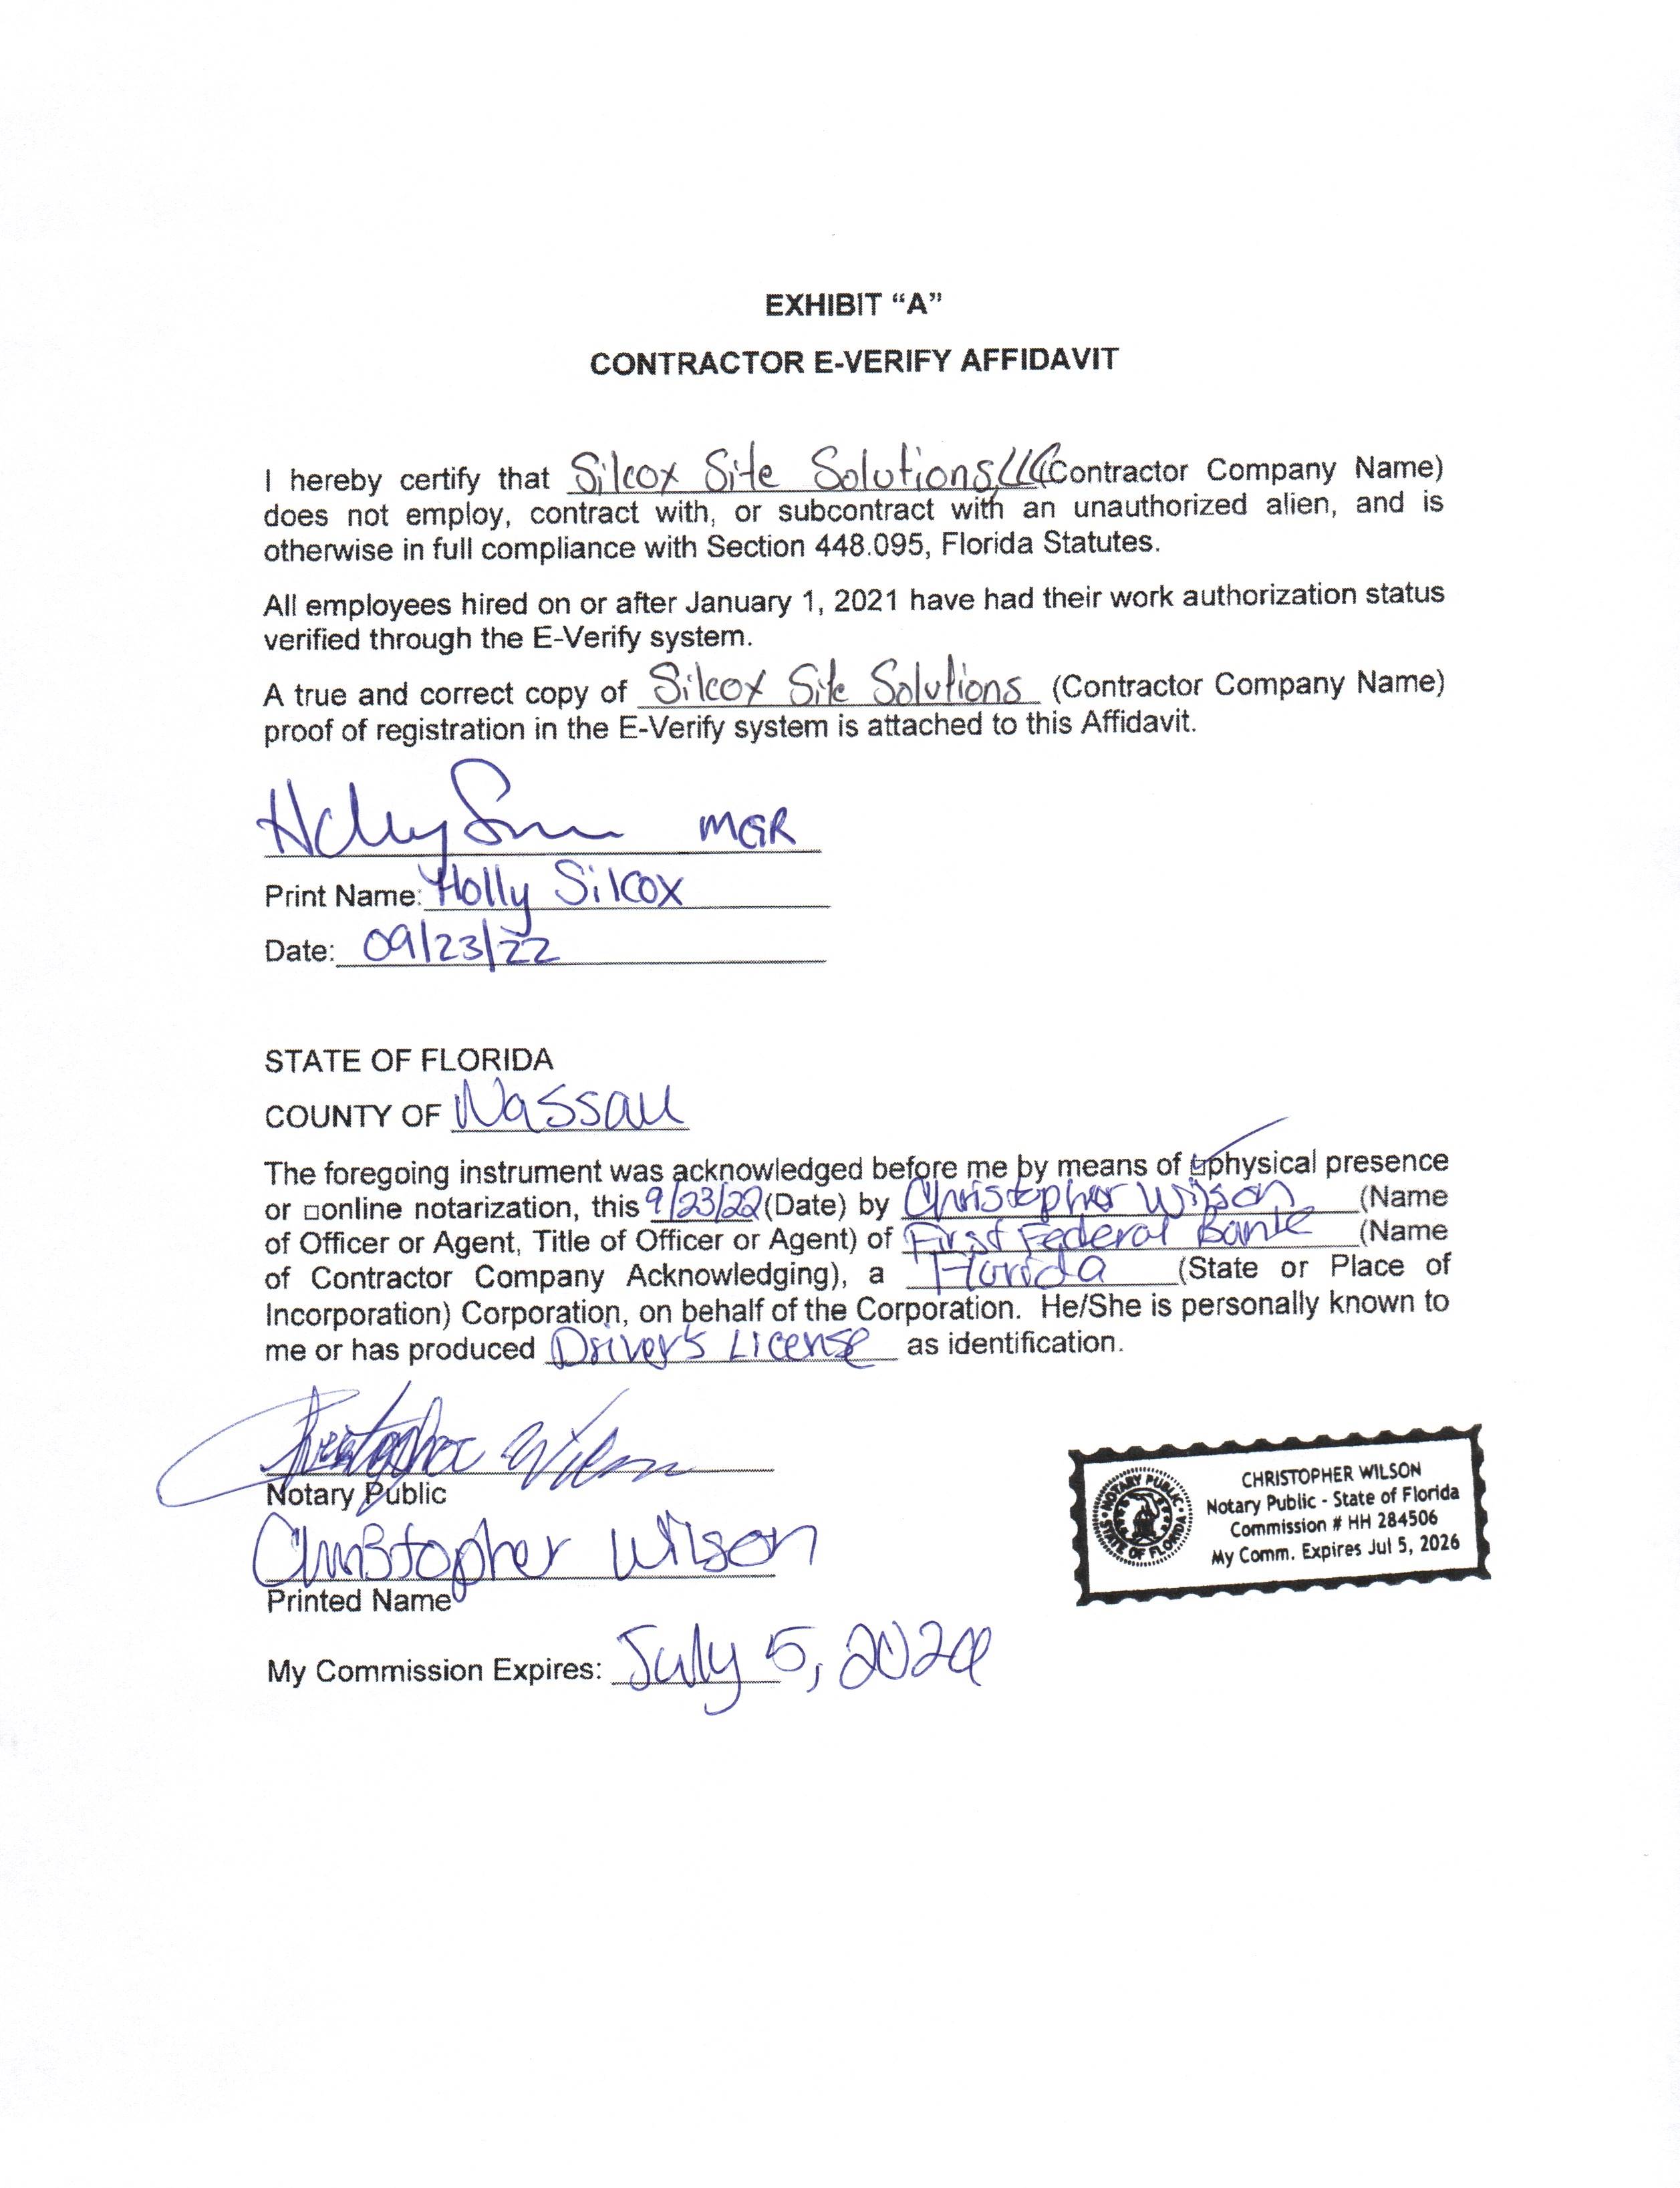 EXHIBIT “A”
CONTRACTOR E-VERIFY AFFIDAVIT
I hereby certify that Silcox Site Solutions, LLC (Contractor Company Name)
does not employ, contract with, or subcontract with an unauthorized alien, and is
otherwise in full compliance with Section 448.095, Florida Statutes.
All employees hired on or after January 1, 2021 have had their work authorization status
verified through the E-Verify system.
A true and correct copy of Silcox Site Solutions (Contractor Company Name)
proof of registration in the E-Verify system is attached to this Affidavit.
Holly S MGR
Print Name: Holly Silcox
Date: 09/23/22
STATE OF FLORIDA
COUNTY OF Nassau
The foregoing instrument was acknowledged before me by means of ☑physical presence
or □online notarization, this 9/23/22 (Date) by Christopher Wilson (Name
of Officer or Agent, Title of Officer or Agent) of First Federal Bank (Name
of Contractor Company Acknowledging), a Florida (State or Place of
Incorporation) Corporation, on behalf of the Corporation. He/She is personally known to
me or has produced Driver's License as identification.
Christopher Wilson
Notary Public
Christopher Wilson
Printed Name
My Commission Expires: July 5, 2026
NOTARY PUBLIC
STATE OF FLORIDA
CHRISTOPHER WILSON
Notary Public - State of Florida
Commission # HH 284506
My Comm. Expires Jul 5, 2026